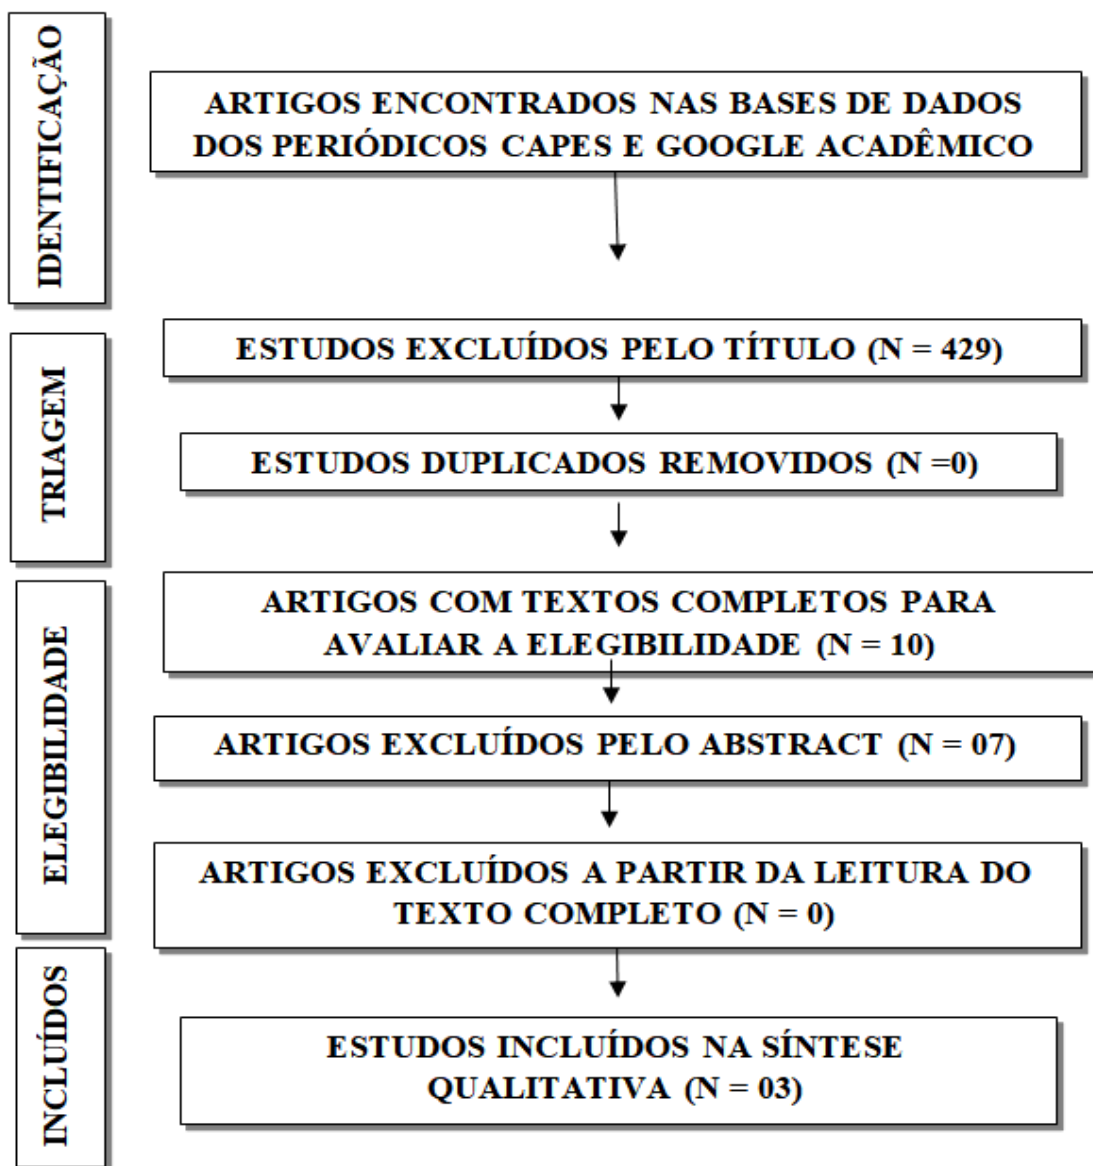 IDENTIFICAÇÃO
ARTIGOS ENCONTRADOS NAS BASES DE DADOS
DOS PERIÓDICOS CAPES E GOOGLE ACADÊMICO
TRIAGEM
ESTUDOS EXCLUÍDOS PELO TÍTULO (N = 429)
ESTUDOS DUPLICADOS REMOVIDOS (N =0)
ELEGIBILIDADE
ARTIGOS COM TEXTOS COMPLETOS PARA
AVALIAR A ELEGIBILIDADE (N = 10)
ARTIGOS EXCLUÍDOS PELO ABSTRACT (N = 07)
ARTIGOS EXCLUÍDOS A PARTIR DA LEITURA DO
TEXTO COMPLETO (N = 0)
INCLUÍDOS
ESTUDOS INCLUÍDOS NA SÍNTESE
QUALITATIVA (N = 03)